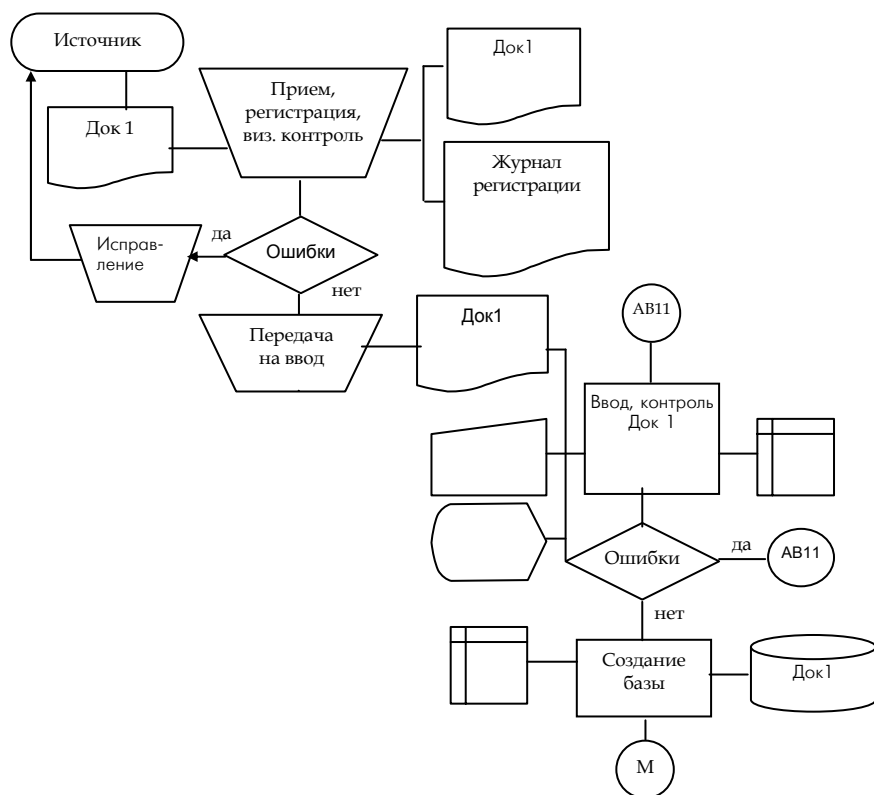 Источник
Док 1
Прием,
регистрация,
виз. контроль
Док1
Журнал
регистрации
Исправ-
ление
да
Ошибки
нет
Передача
на ввод
Док1
АВ11
Ввод, контроль
Док 1
Ошибки
да
АВ11
нет
Создание
базы
Док1
М